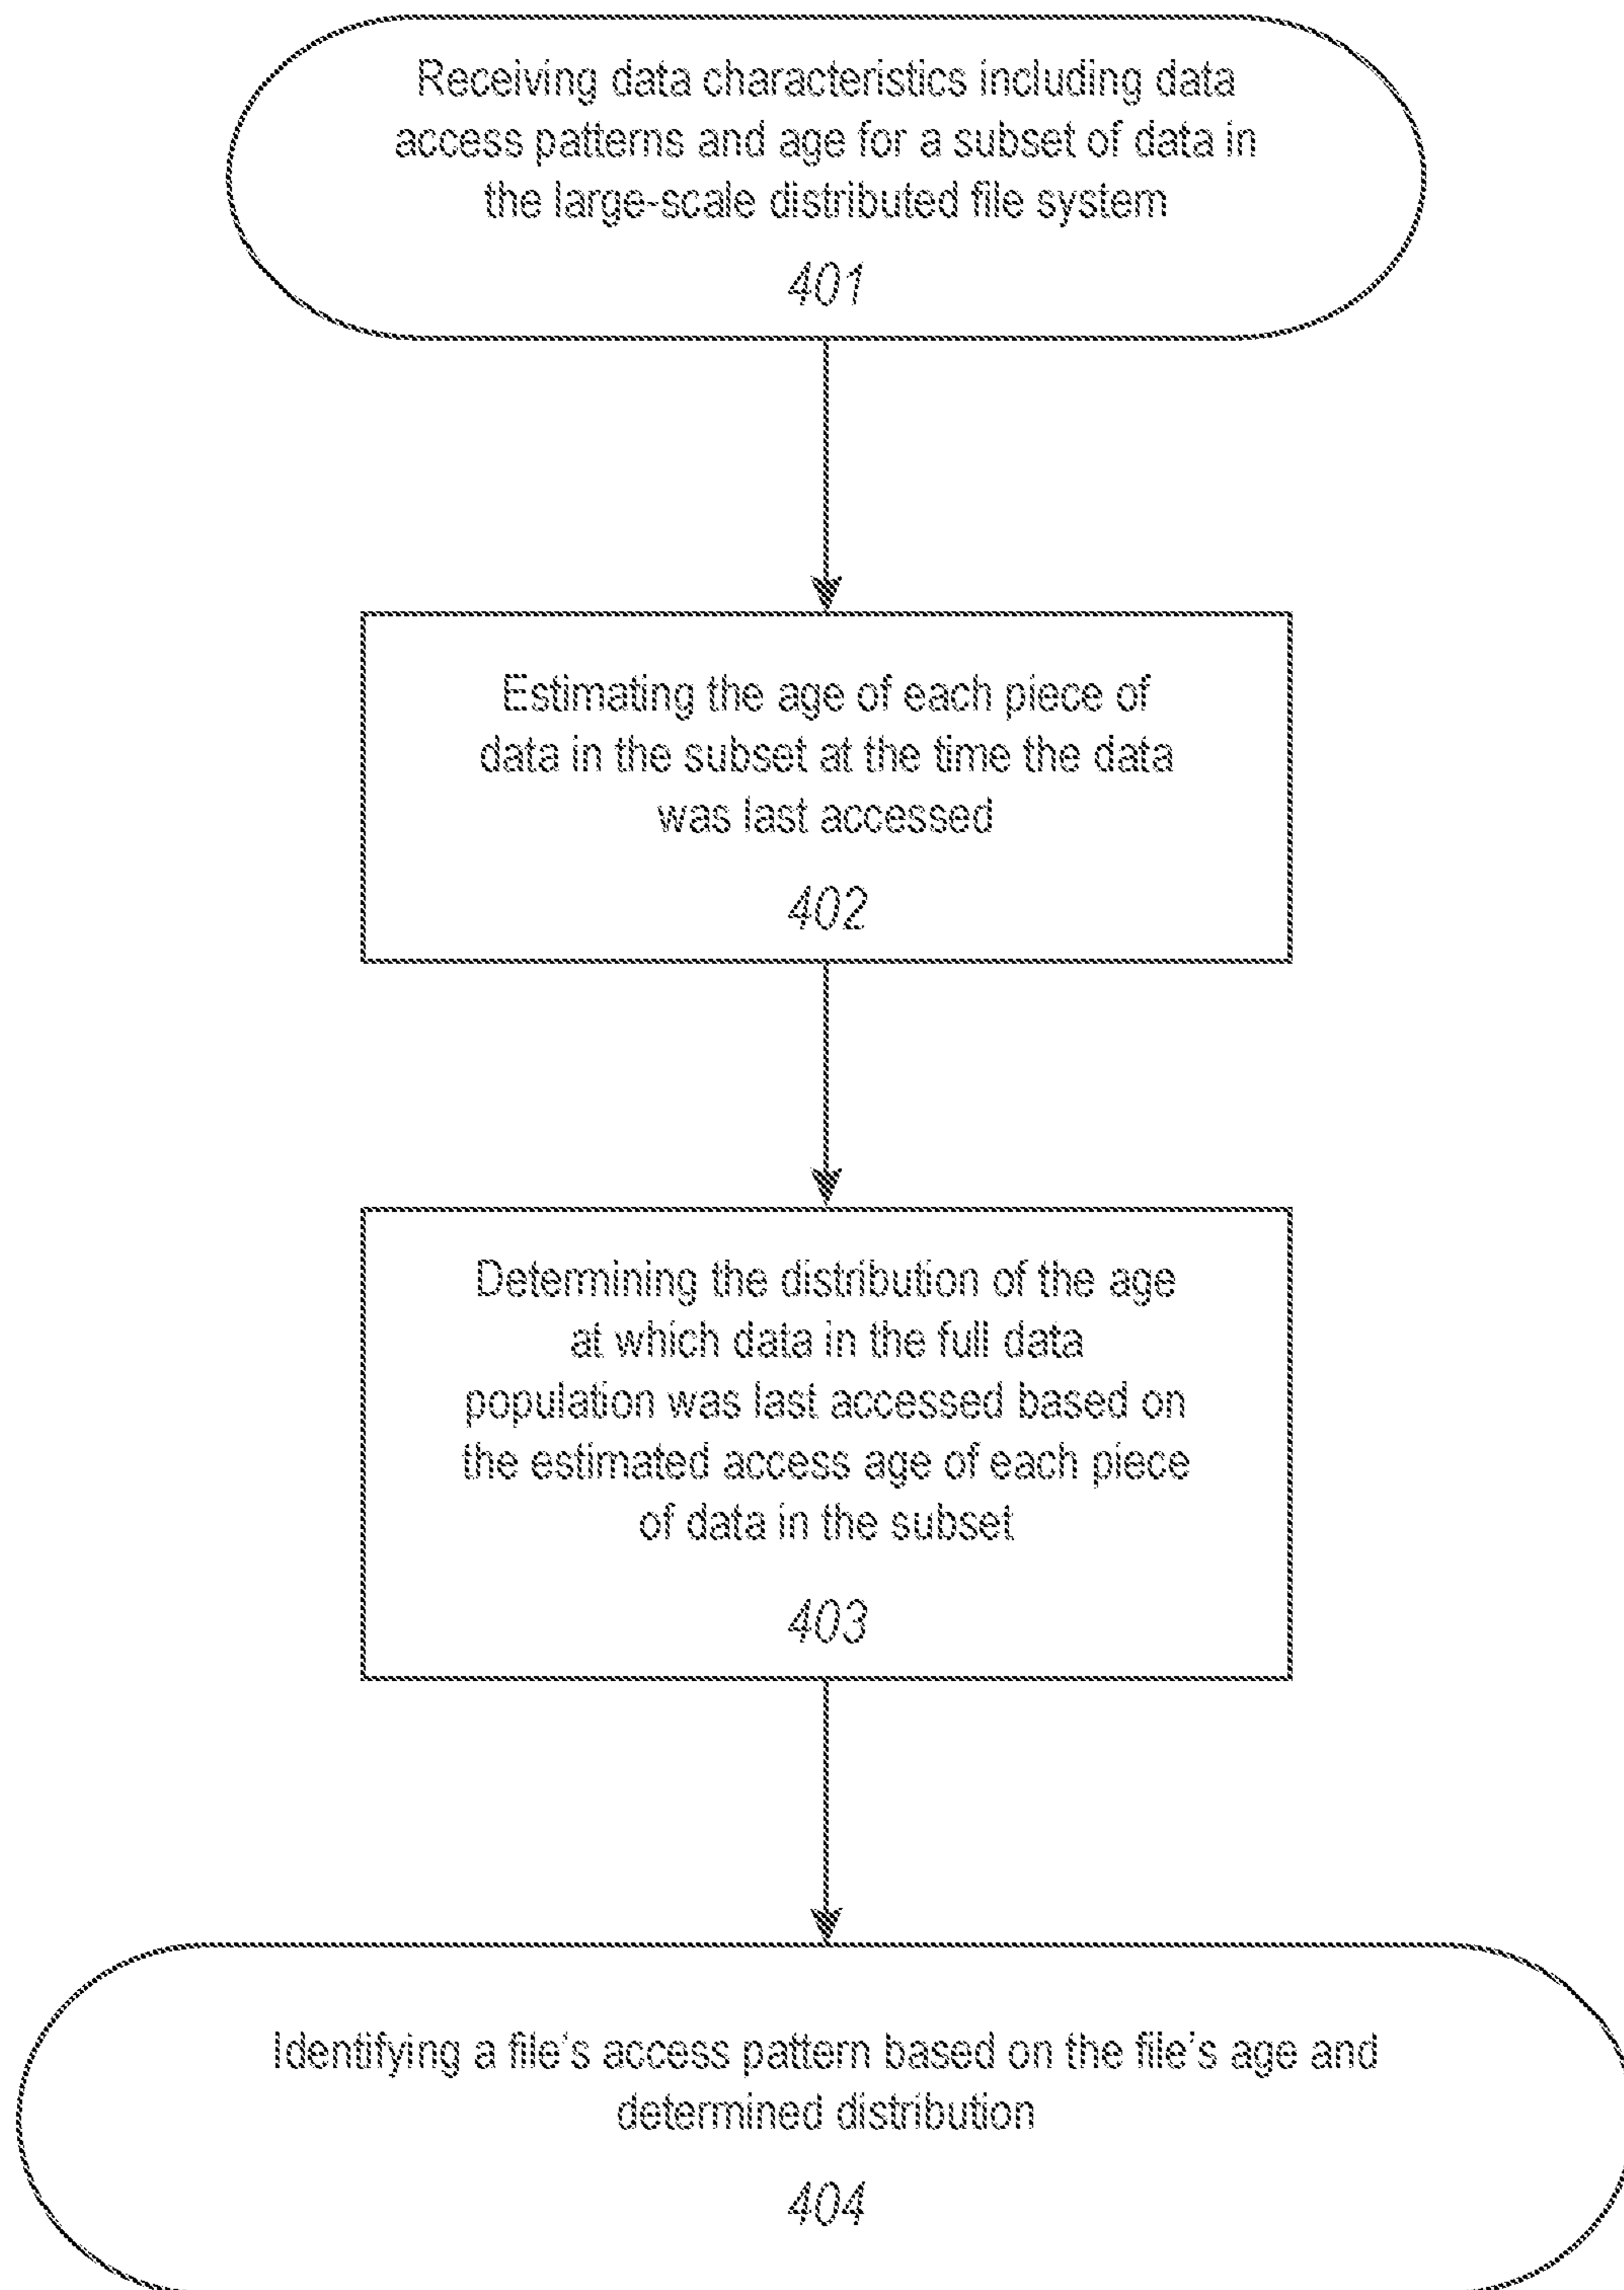 Receiving data characteristics including data
access patterns and age for a subset of data in
the large-scale distributed file system
401
Estimating the age of each piece of
data in the subset at the time the data
was last accessed
402
Determining the distribution of the age
at which data in the full data
population was last accessed based on
the estimated access age of each piece
of data in the subset
403
Identifying a file's access pattern based on the file's age and
determined distribution
404